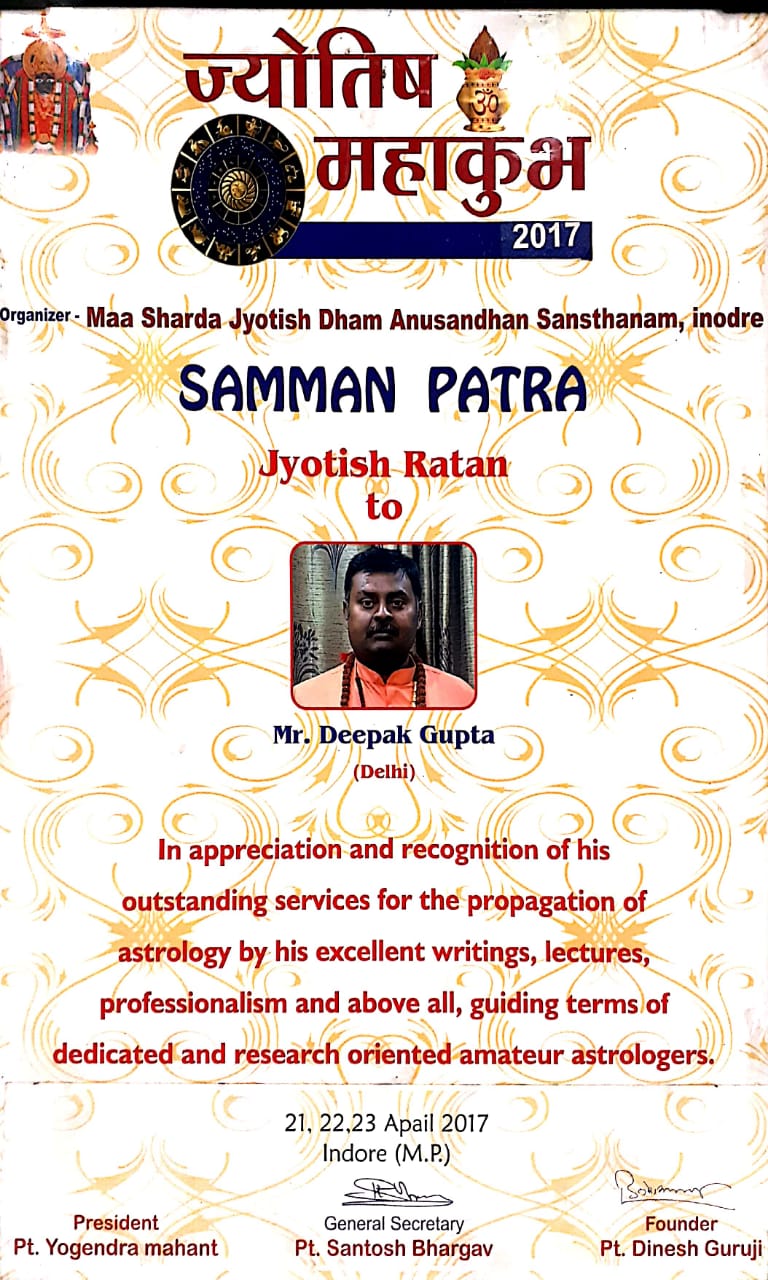 ज्योतिष
ॐ
महाकुभ
2017
Organizer - Maa Sharda Jyotish Dham Anusandhan Sansthanam, inodre
SAMMAN PATRA
Jyotish Ratan
to
Mr. Deepak Gupta
(Delhi)
In appreciation and recognition of his
outstanding services for the propagation of
astrology by his excellent writings, lectures,
professionalism and above all, guiding terms of
dedicated and research oriented amateur astrologers.
21, 22,23 Apail 2017
Indore (M.P.)
President General Secretary Founder
Pt. Yogendra mahant Pt. Santosh Bhargav Pt. Dinesh Guruji